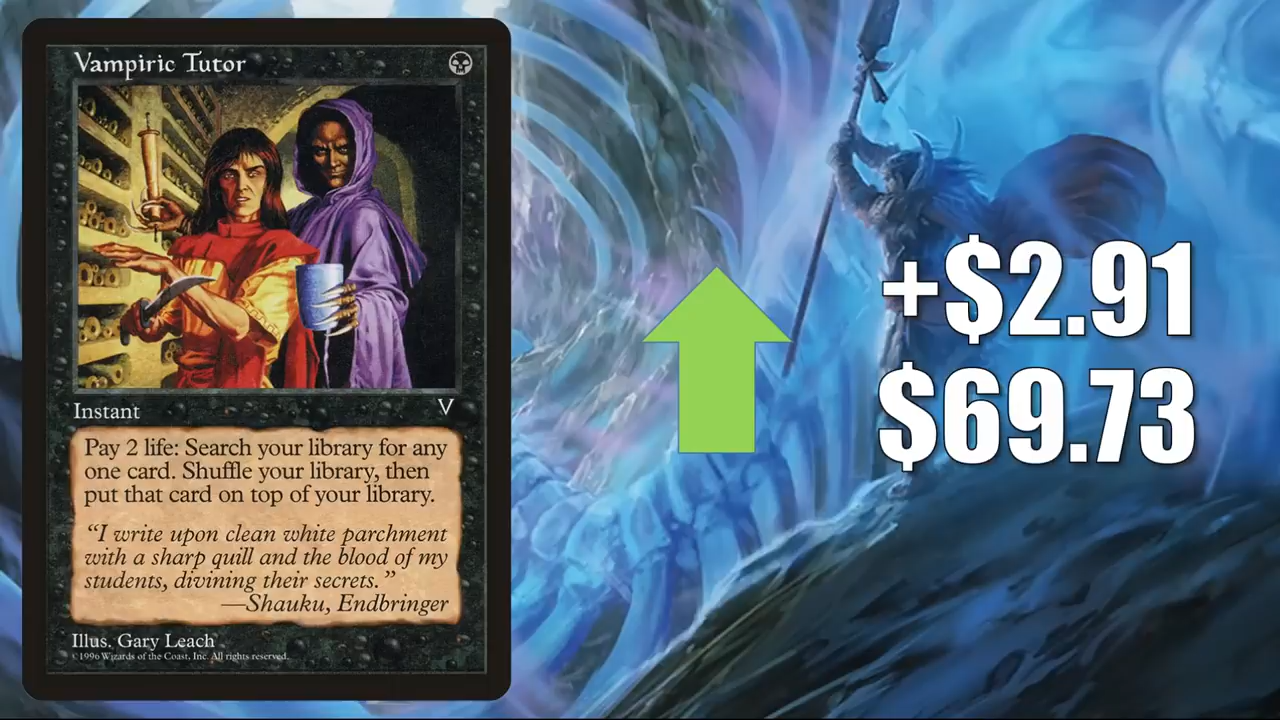 Vampiric Tutor
Instant
V
Pay 2 life: Search your library for any
one card. Shuffle your library, then
put that card on top of your library.
“I write upon clean white parchment
with a sharp quill and the blood of my
students, divining their secrets.”
—Shauku, Endbringer
Illus. Gary Leach
©1996 Wizards of the Coast, Inc. All rights reserved.
+$2.91
$69.73